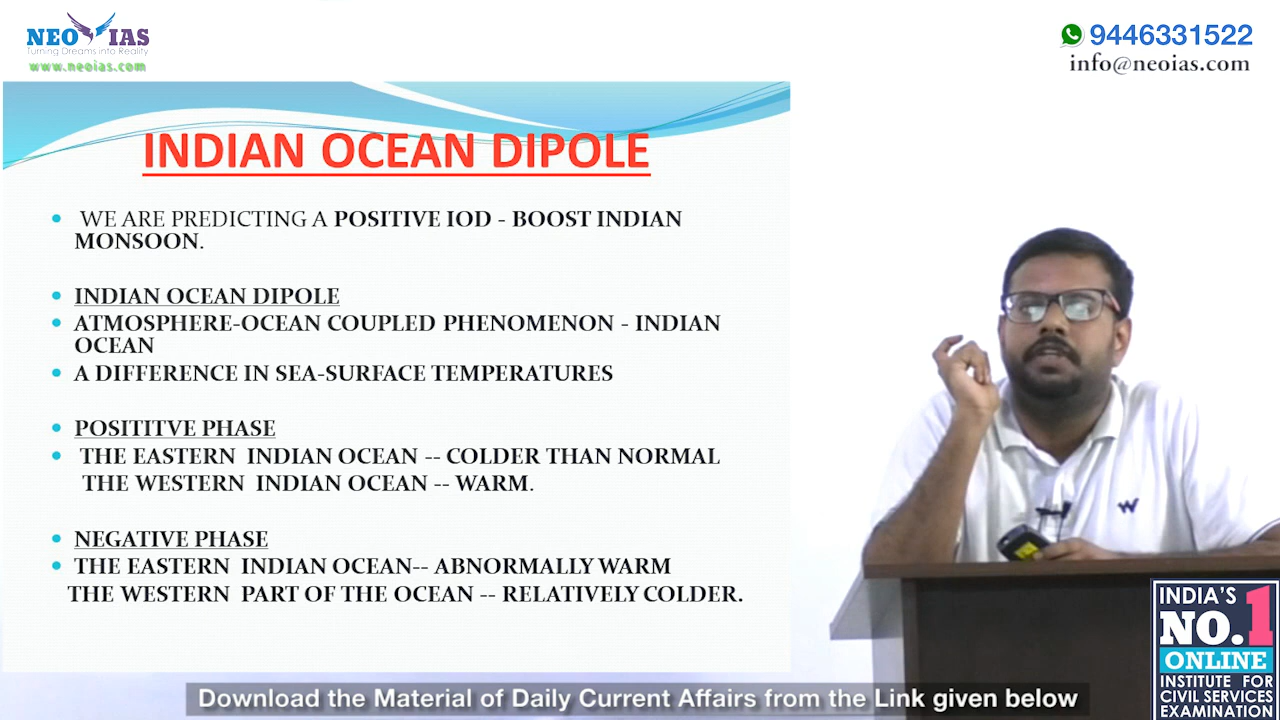 NEO IAS
Turning Dreams into Reality
www.neoias.com
9446331522
info@neoias.com
INDIAN OCEAN DIPOLE
WE ARE PREDICTING A POSITIVE IOD - BOOST INDIAN
MONSOON.
INDIAN OCEAN DIPOLE
ATMOSPHERE-OCEAN COUPLED PHENOMENON - INDIAN
OCEAN
A DIFFERENCE IN SEA-SURFACE TEMPERATURES
POSITITVE PHASE
THE EASTERN INDIAN OCEAN -- COLDER THAN NORMAL
THE WESTERN INDIAN OCEAN -- WARM.
NEGATIVE PHASE
THE EASTERN INDIAN OCEAN-- ABNORMALLY WARM
THE WESTERN PART OF THE OCEAN -- RELATIVELY COLDER.
INDIA'S
NO.1
ONLINE
INSTITUTE FOR
CIVIL SERVICES
EXAMINATION
Download the Material of Daily Current Affairs from the Link given below